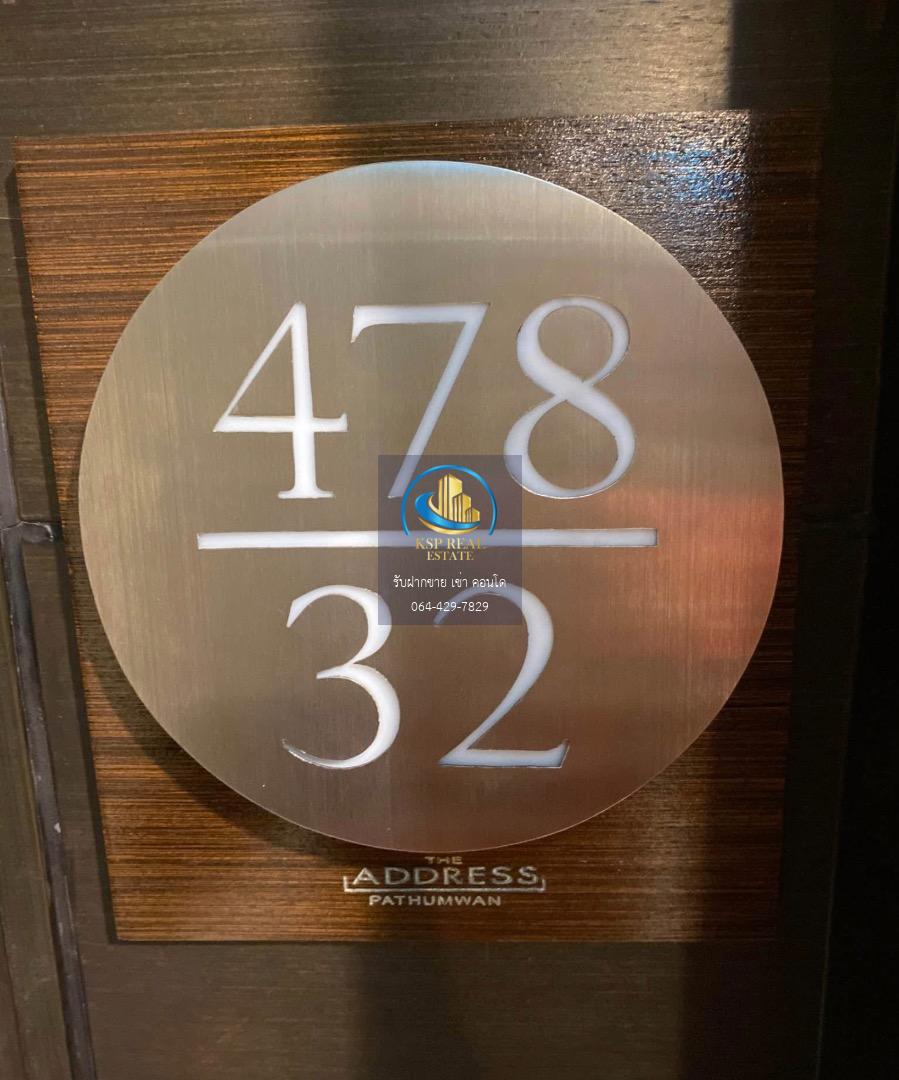 478
32
KSP REAL
ESTATE
รับฝากขาย เช่า คอนโด
064-429-7829
THE
ADDRESS
PATHUMWAN